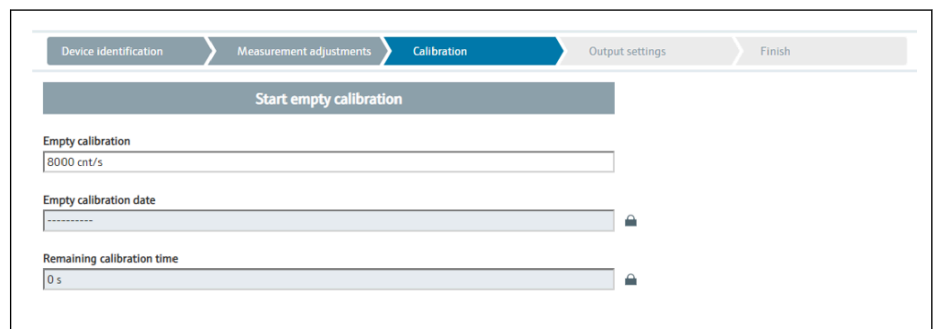 Device identification
Measurement adjustments
Calibration
Output settings
Finish
Start empty calibration
Empty calibration
8000 cnt/s
Empty calibration date
----------
Remaining calibration time
0 s